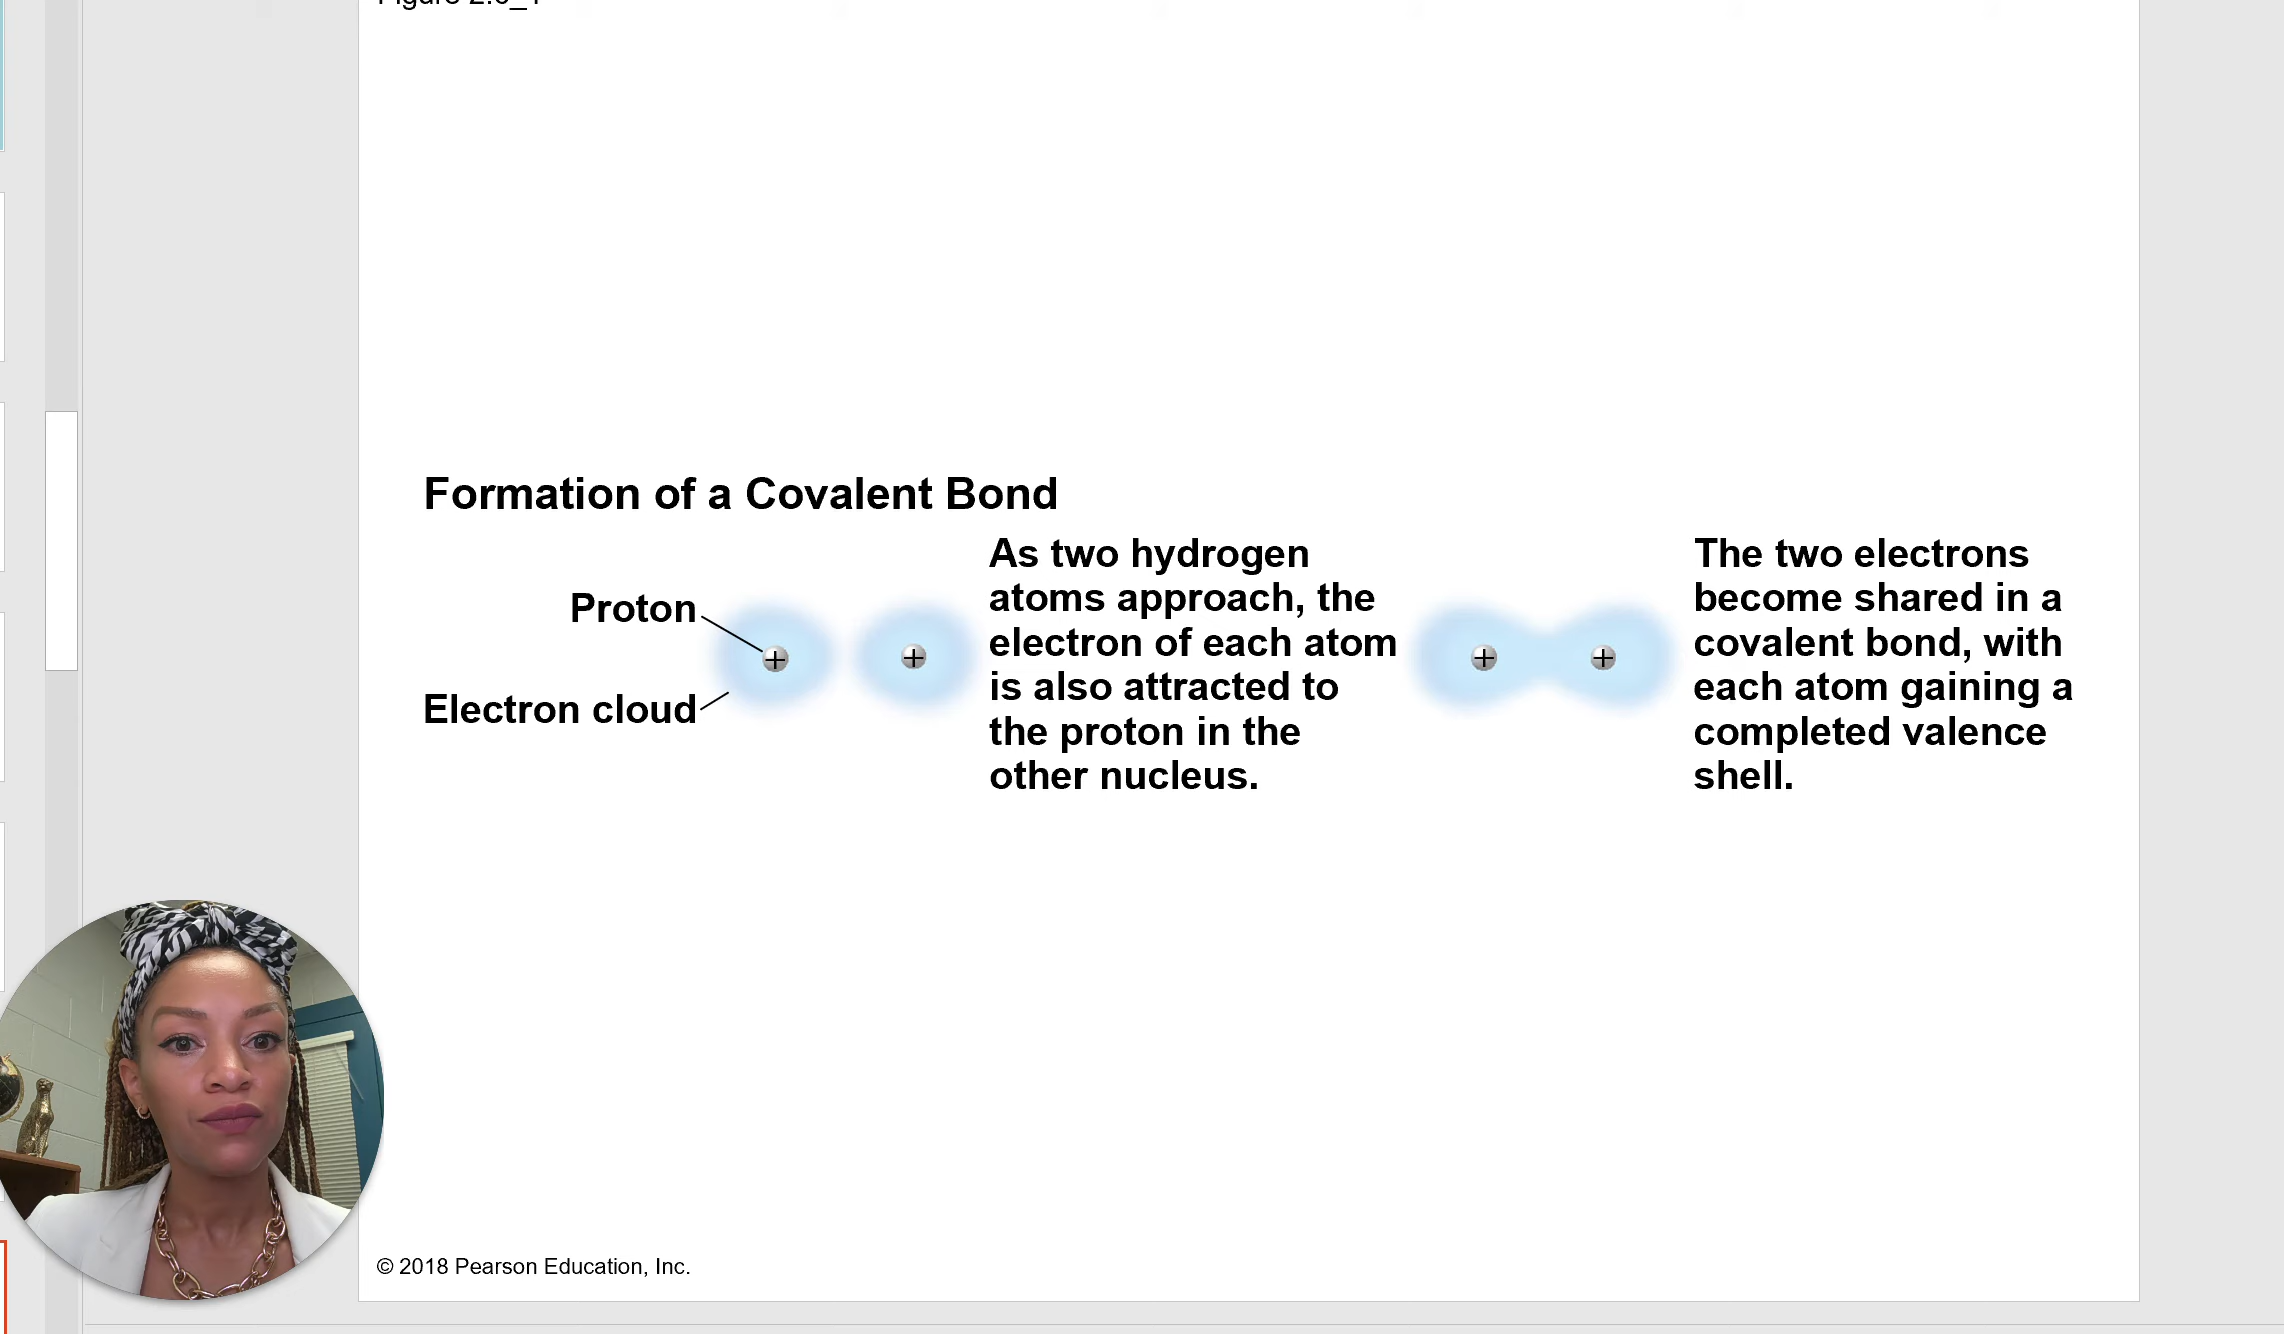 Formation of a Covalent Bond
Proton
Electron cloud
As two hydrogen
atoms approach, the
electron of each atom
is also attracted to
the proton in the
other nucleus.
The two electrons
become shared in a
covalent bond, with
each atom gaining a
completed valence
shell.
© 2018 Pearson Education, Inc.